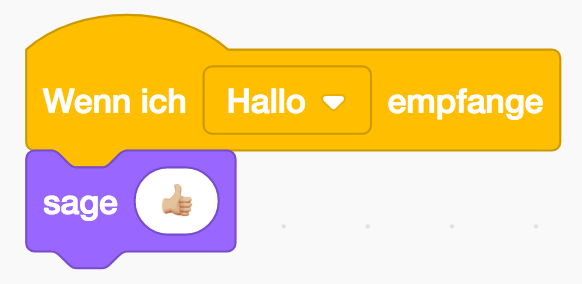 Wenn ich Hallo empfange
sage 👍🏼